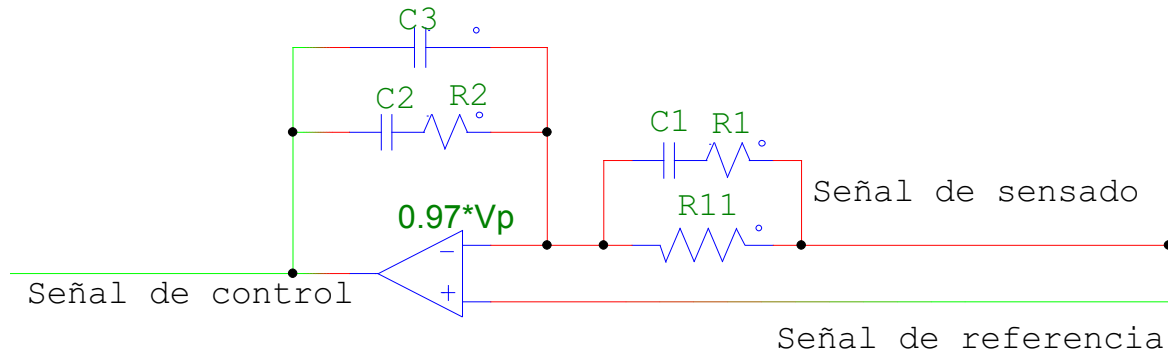 C3
C2 R2
C1 R1
Señal de sensado
R11
0.97*Vp
Señal de control
Señal de referencia